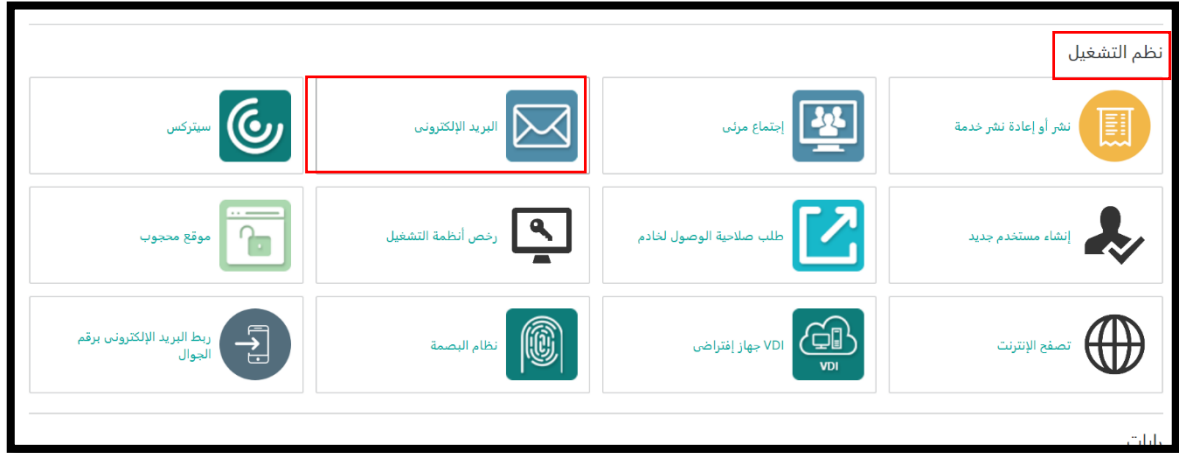 نظم التشغيل
نشر أو إعادة نشر خدمة
إجتماع مرئى
البريد الإلكترونى
سيتركس
إنشاء مستخدم جديد
طلب صلاحية الوصول لخادم
رخص أنظمة التشغيل
موقع محجوب
تصفح الإنترنت
VDI جهاز إفتراضى
VDI
نظام البصمة
ربط البريد الإلكترونى برقم
الجوال